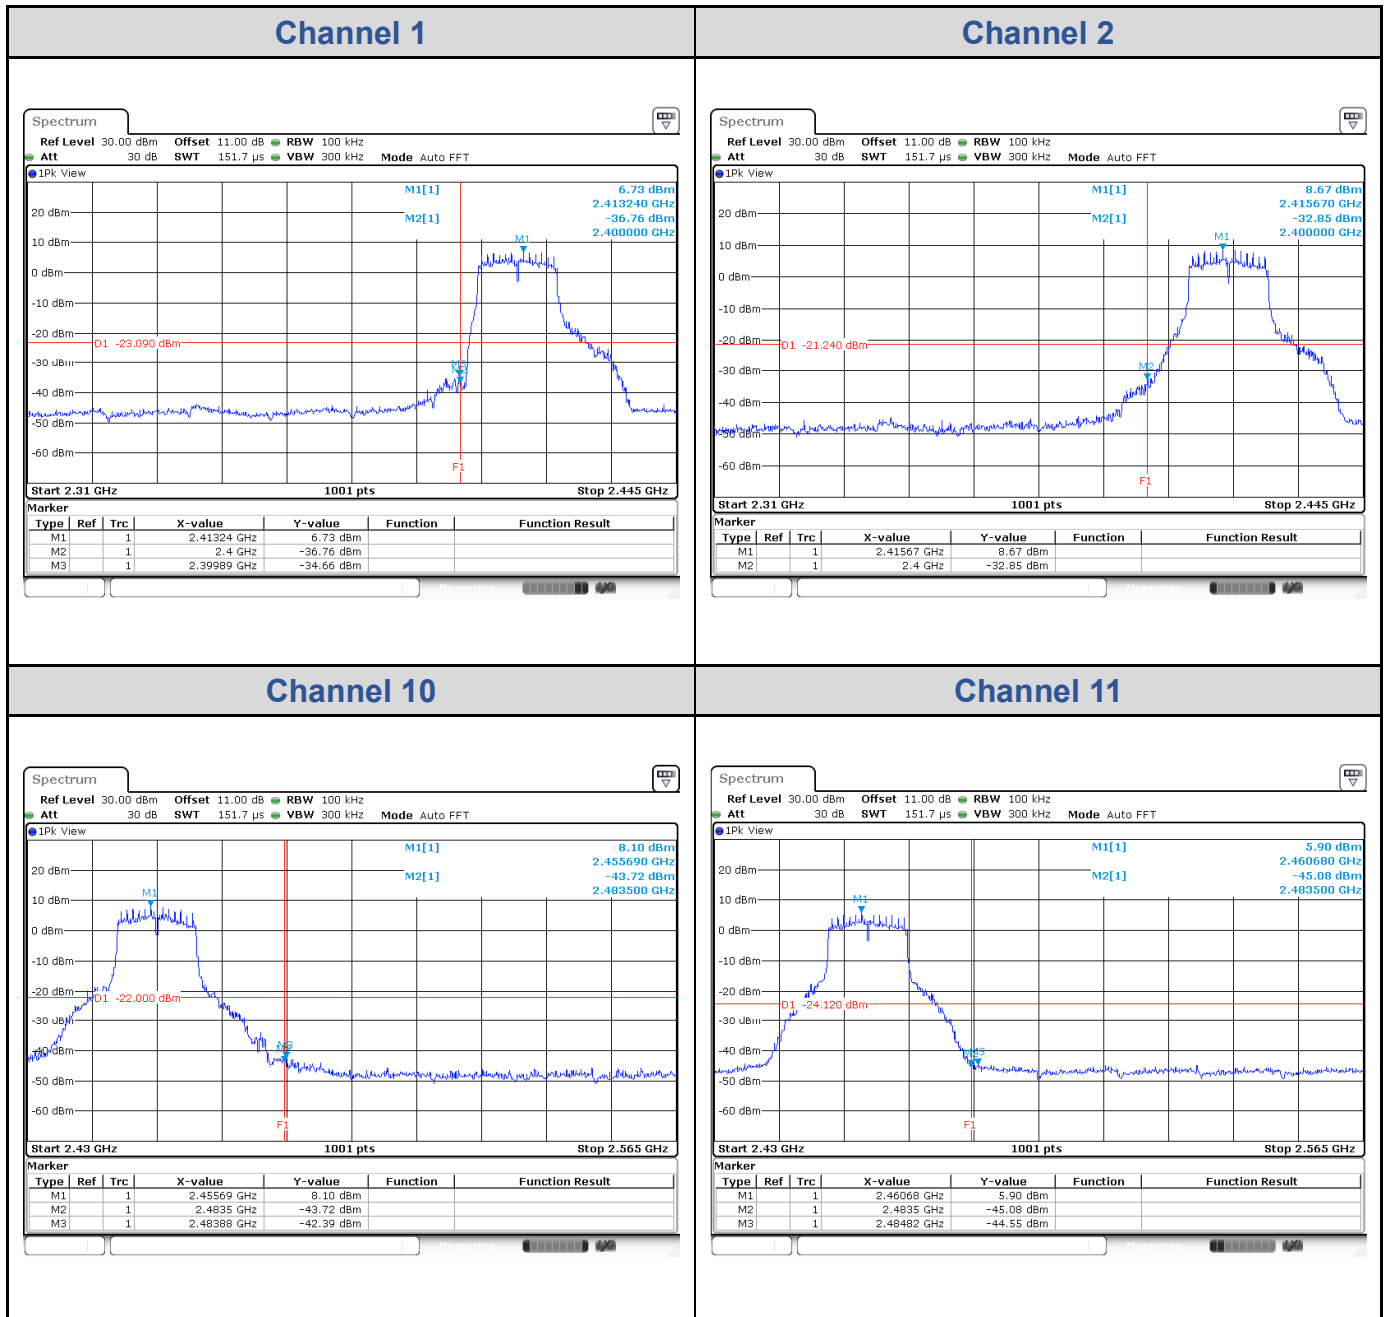 Channel 1
Spectrum
Ref Level 30.00 dBm Offset 11.00 dB RBW 100 kHz
Att 30 dB SWT 151.7 µs VBW 300 kHz Mode Auto FFT
1Pk View
M1[1] 6.73 dBm
2.413240 GHz
M2[1] -36.76 dBm
2.400000 GHz
20 dBm
10 dBm
M1
0 dBm
-10 dBm
-20 dBm
D1 -23.090 dBm
-30 dBm
-40 dBm
-50 dBm
-60 dBm
F1
Start 2.31 GHz 1001 pts Stop 2.445 GHz
Marker
Type Ref Trc X-value Y-value Function Function Result
M1 1 2.41324 GHz 6.73 dBm
M2 1 2.4 GHz -36.76 dBm
M3 1 2.39989 GHz -34.66 dBm
Measuring...
Channel 2
Spectrum
Ref Level 30.00 dBm Offset 11.00 dB RBW 100 kHz
Att 30 dB SWT 151.7 µs VBW 300 kHz Mode Auto FFT
1Pk View
M1[1] 8.67 dBm
2.415670 GHz
M2[1] -32.85 dBm
2.400000 GHz
20 dBm
10 dBm
M1
0 dBm
-10 dBm
-20 dBm
D1 -21.240 dBm
-30 dBm
M2
-40 dBm
-50 dBm
-60 dBm
F1
Start 2.31 GHz 1001 pts Stop 2.445 GHz
Marker
Type Ref Trc X-value Y-value Function Function Result
M1 1 2.41567 GHz 8.67 dBm
M2 1 2.4 GHz -32.85 dBm
Measuring...
Channel 10
Spectrum
Ref Level 30.00 dBm Offset 11.00 dB RBW 100 kHz
Att 30 dB SWT 151.7 µs VBW 300 kHz Mode Auto FFT
1Pk View
M1[1] 8.10 dBm
2.455690 GHz
M2[1] -43.72 dBm
2.483500 GHz
20 dBm
M1
10 dBm
0 dBm
-10 dBm
-20 dBm
D1 -22.000 dBm
-30 dBm
-40 dBm
-50 dBm
-60 dBm
F1
Start 2.43 GHz 1001 pts Stop 2.565 GHz
Marker
Type Ref Trc X-value Y-value Function Function Result
M1 1 2.45569 GHz 8.10 dBm
M2 1 2.4835 GHz -43.72 dBm
M3 1 2.48388 GHz -42.39 dBm
Measuring...
Channel 11
Spectrum
Ref Level 30.00 dBm Offset 11.00 dB RBW 100 kHz
Att 30 dB SWT 151.7 µs VBW 300 kHz Mode Auto FFT
1Pk View
M1[1] 5.90 dBm
2.460680 GHz
M2[1] -45.08 dBm
2.483500 GHz
20 dBm
10 dBm
M1
0 dBm
-10 dBm
-20 dBm
D1 -24.120 dBm
-30 dBm
-40 dBm
-50 dBm
-60 dBm
F1
Start 2.43 GHz 1001 pts Stop 2.565 GHz
Marker
Type Ref Trc X-value Y-value Function Function Result
M1 1 2.46068 GHz 5.90 dBm
M2 1 2.4835 GHz -45.08 dBm
M3 1 2.48482 GHz -44.55 dBm
Measuring...